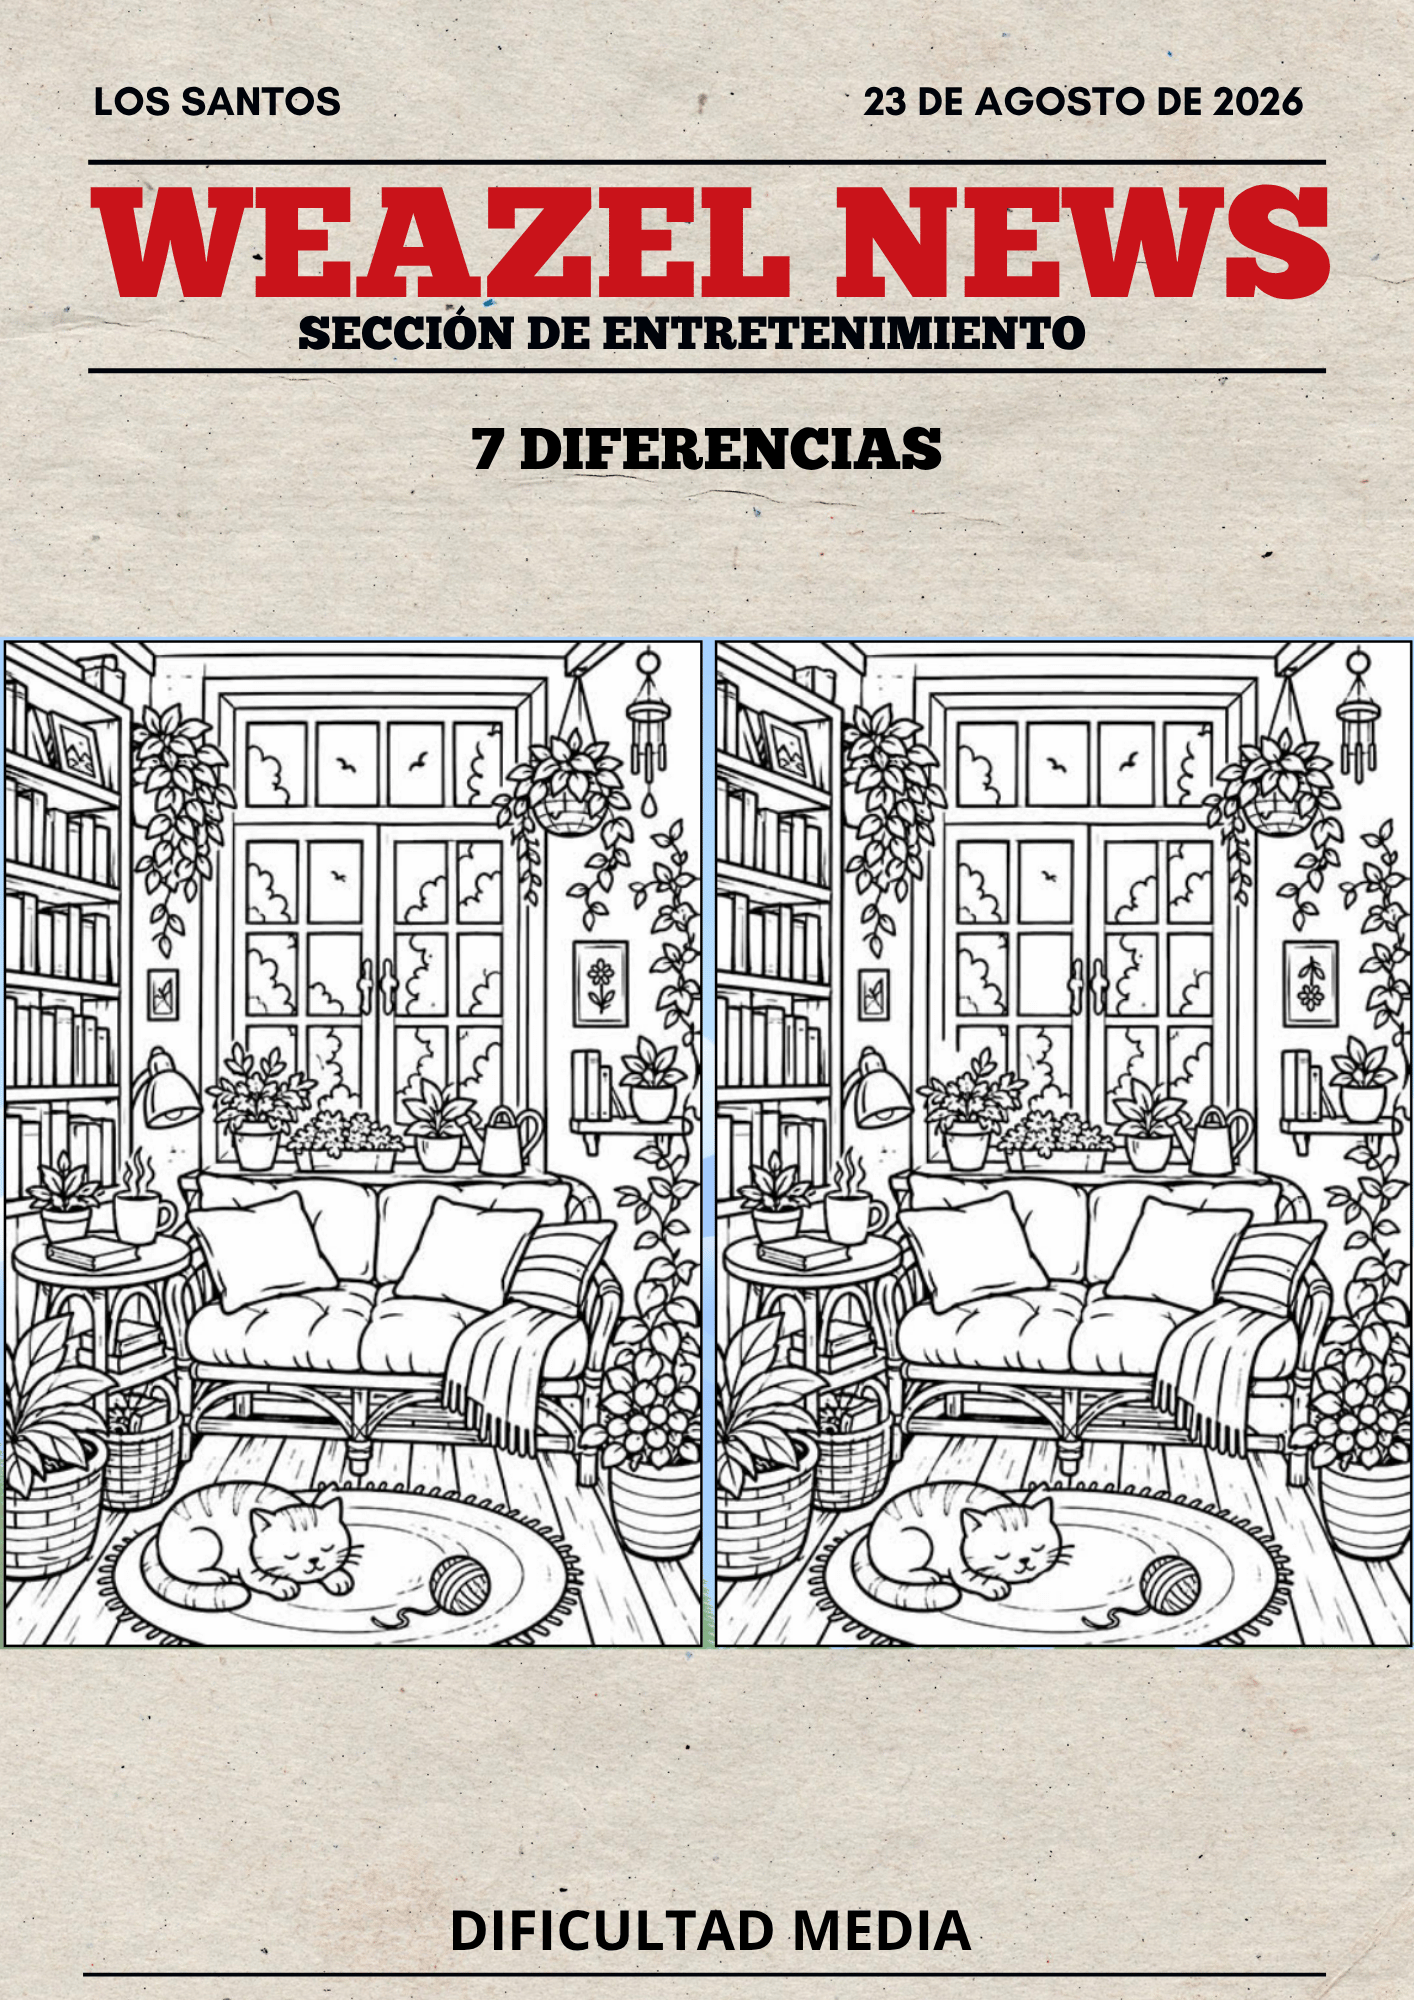 LOS SANTOS
23 DE AGOSTO DE 2026
WEAZEL NEWS
SECCIÓN DE ENTRETENIMIENTO
7 DIFERENCIAS
DIFICULTAD MEDIA